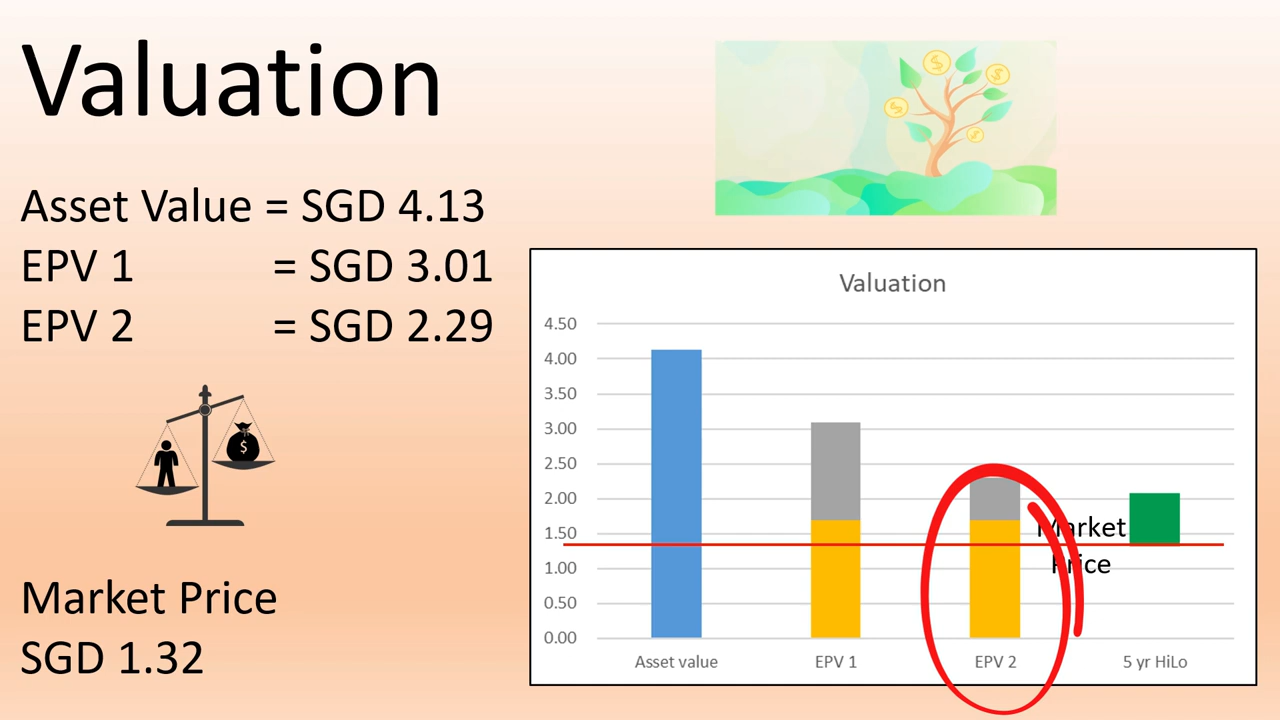 Valuation
Asset Value = SGD 4.13
EPV 1 = SGD 3.01
EPV 2 = SGD 2.29
Market Price
SGD 1.32
Valuation
4.50
4.00
3.50
3.00
2.50
2.00
1.50
1.00
0.50
0.00
Market
Price
Asset value EPV 1 EPV 2 5 yr HiLo
$
$
$
$
$